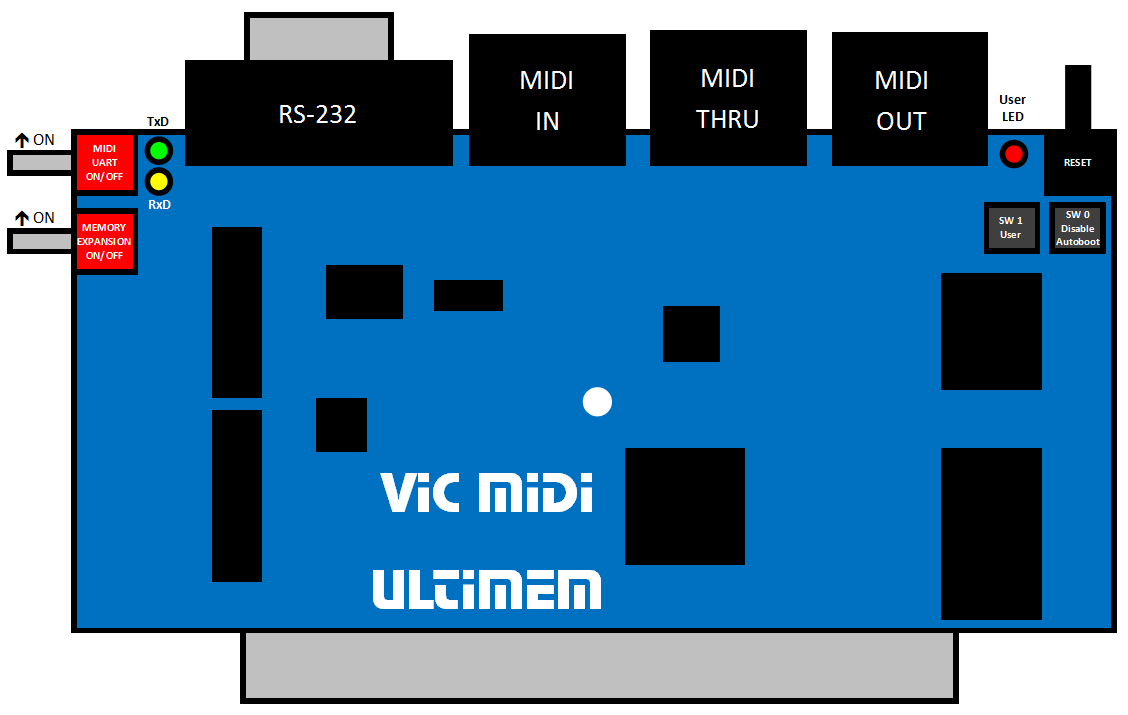 RS-232
MIDI
IN
MIDI
THRU
MIDI
OUT
User
LED
TxD
↑ ON
MIDI
UART
ON/OFF
RESET
RxD
↑ ON
MEMORY
EXPANSION
ON/OFF
SW 1
User
SW 0
Disable
Autoboot
ViC MiDi
ULTiMEM